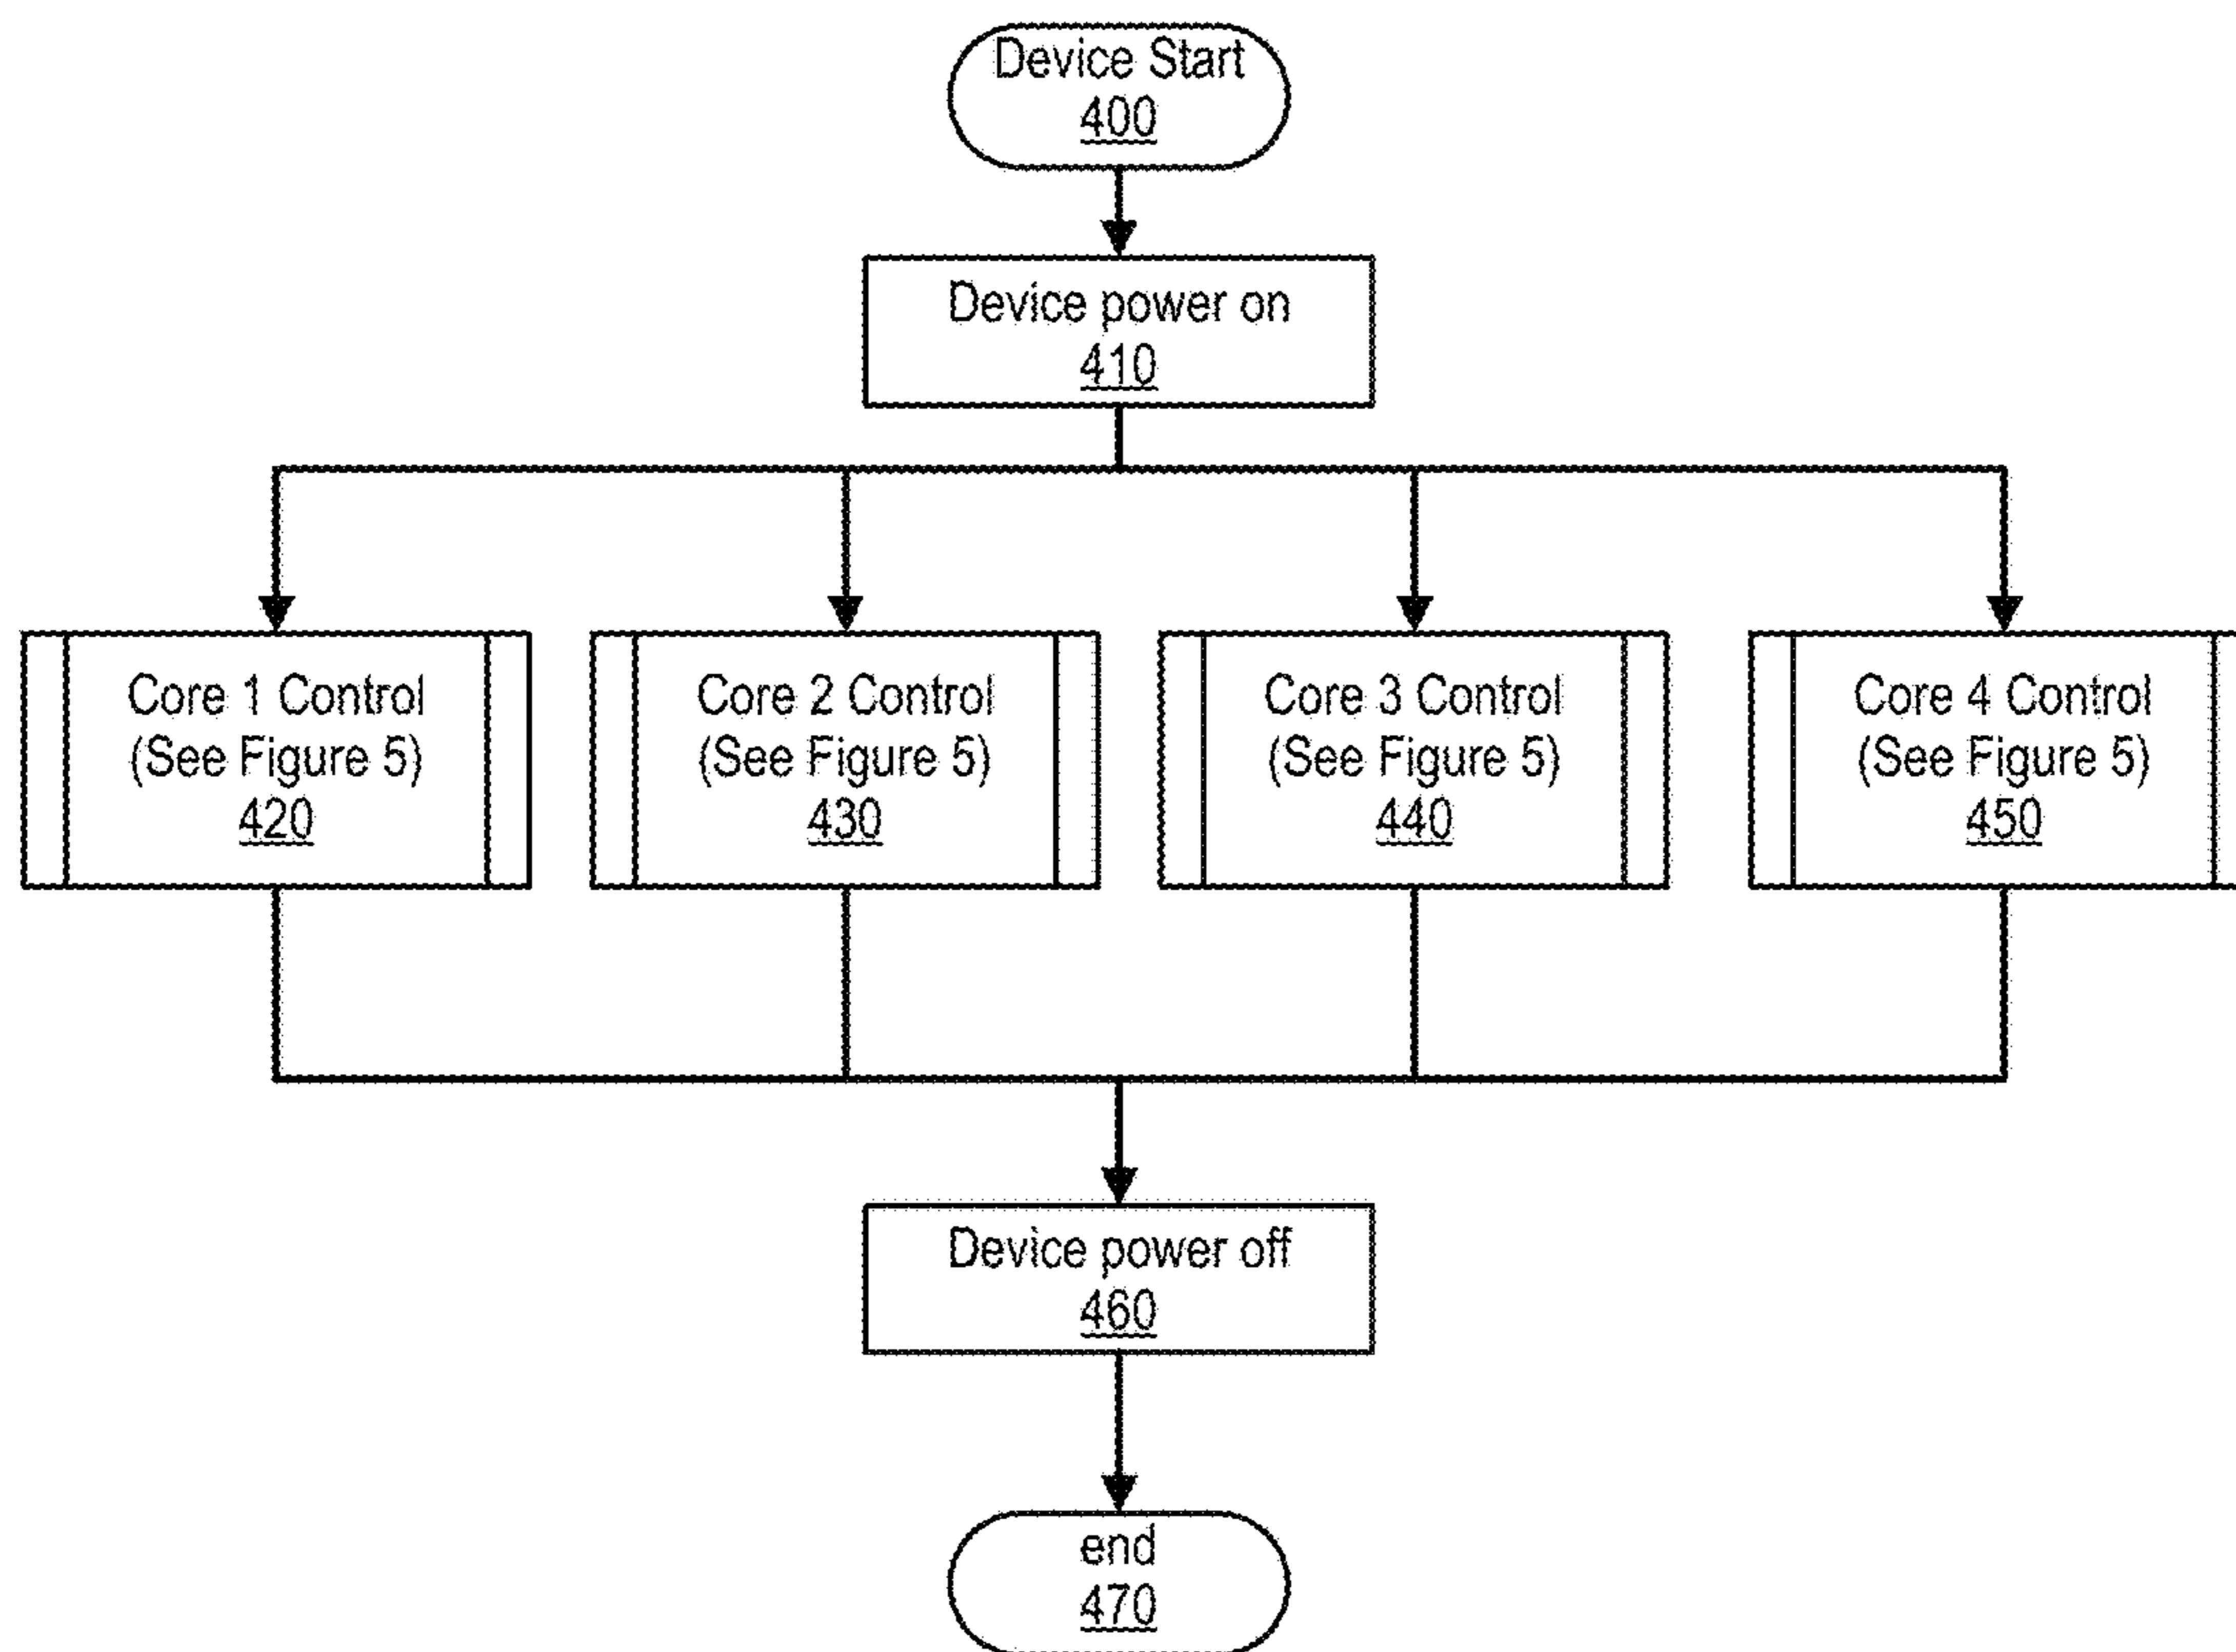 Device Start
400
Device power on
410
Core 1 Control
(See Figure 5)
420
Core 2 Control
(See Figure 5)
430
Core 3 Control
(See Figure 5)
440
Core 4 Control
(See Figure 5)
450
Device power off
460
end
470